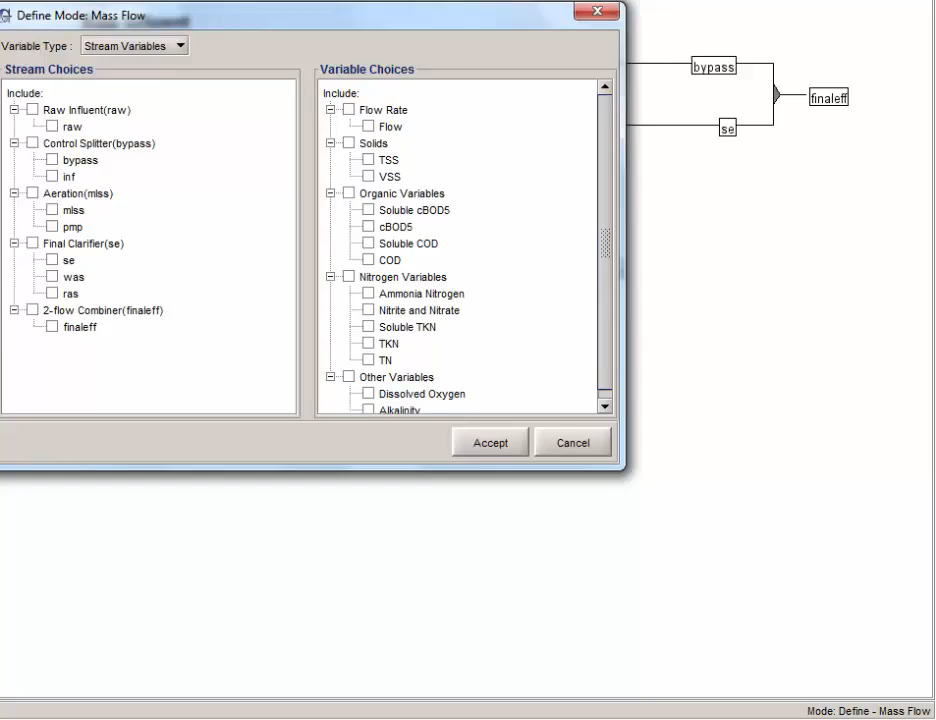 Define Mode: Mass Flow
Variable Type : Stream Variables
Stream Choices
Include:
Raw Influent(raw)
raw
Control Splitter(bypass)
bypass
inf
Aeration(mlss)
mlss
pmp
Final Clarifier(se)
se
was
ras
2-flow Combiner(finaleff)
finaleff
Variable Choices
Include:
Flow Rate
Flow
Solids
TSS
VSS
Organic Variables
Soluble cBOD5
cBOD5
Soluble COD
COD
Nitrogen Variables
Ammonia Nitrogen
Nitrite and Nitrate
Soluble TKN
TKN
TN
Other Variables
Dissolved Oxygen
Alkalinity
Accept Cancel
bypass
finaleff
se
Mode: Define - Mass Flow